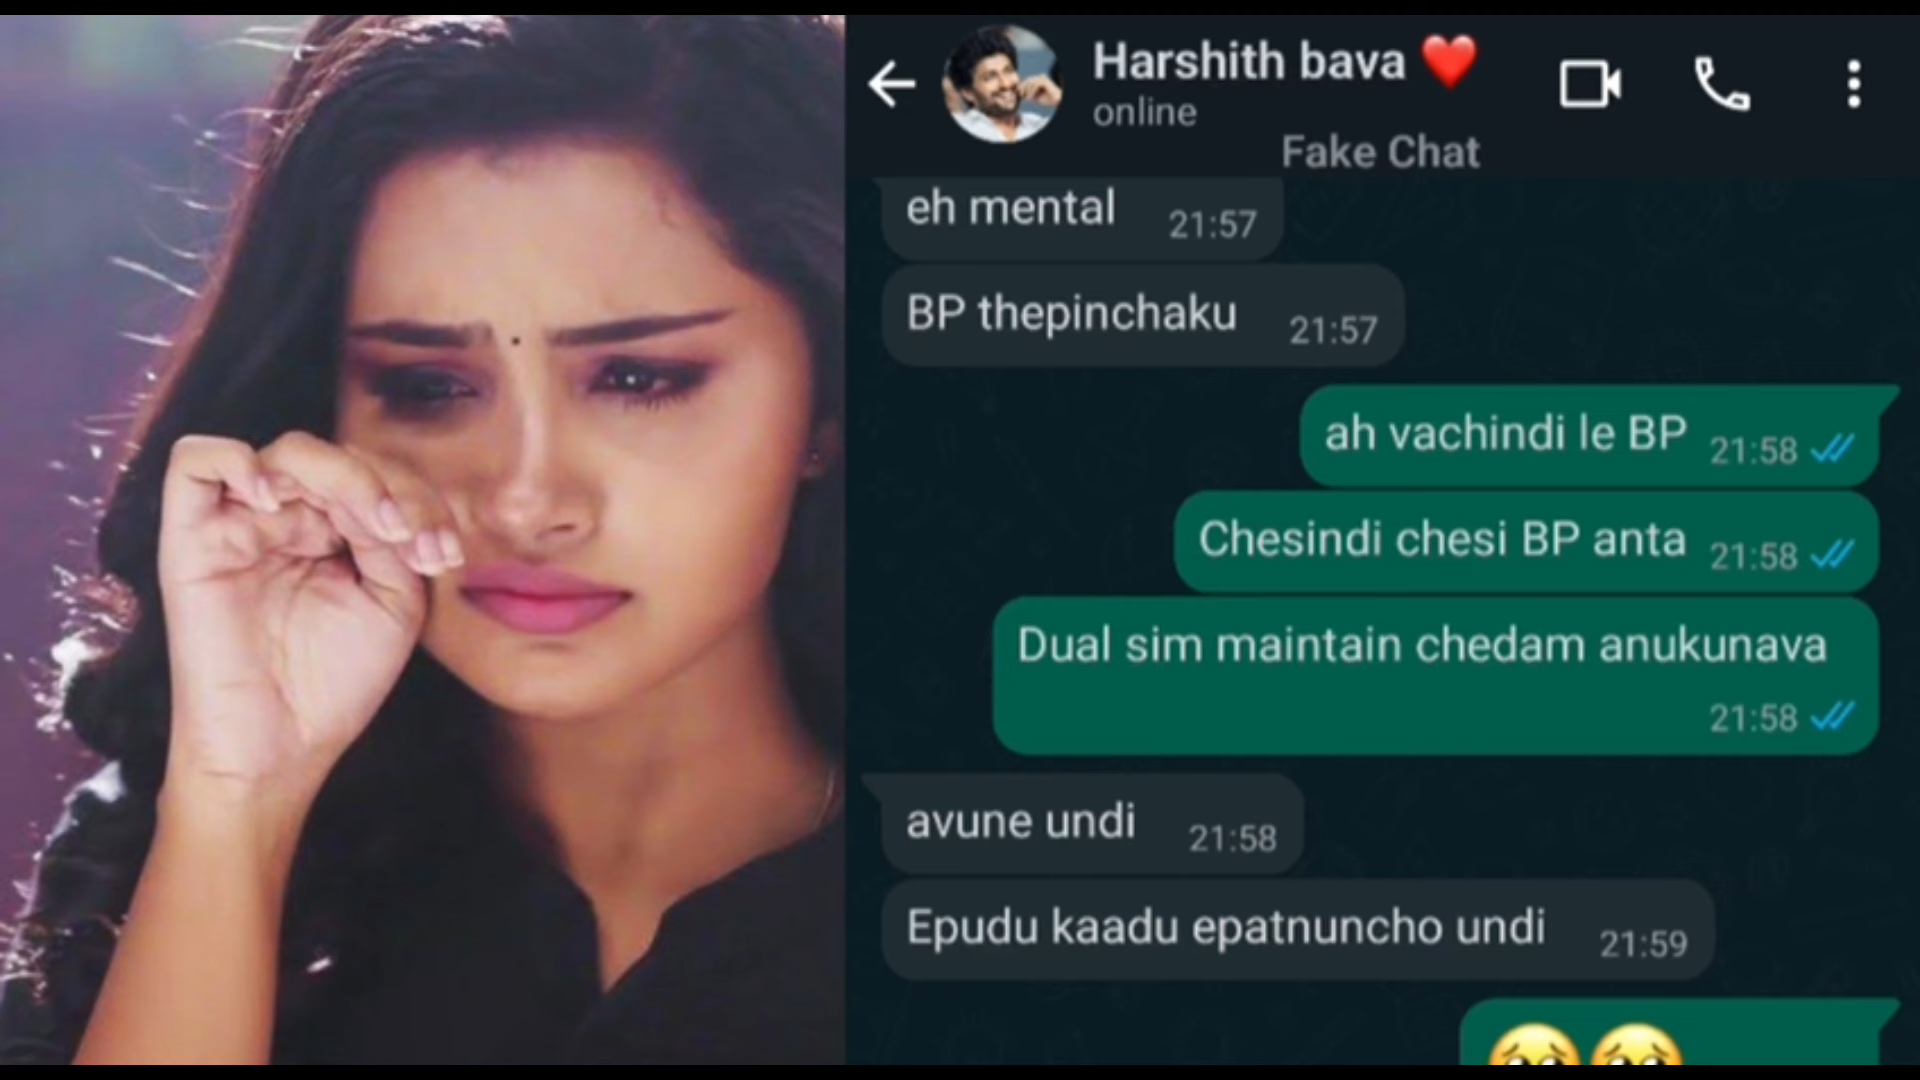 Harshith bava ❤️
online
Fake Chat
eh mental 21:57
BP thepinchaku 21:57
ah vachindi le BP 21:58
Chesindi chesi BP anta 21:58
Dual sim maintain chedam anukunava
21:58
avune undi 21:58
Epudu kaadu epatnuncho undi 21:59